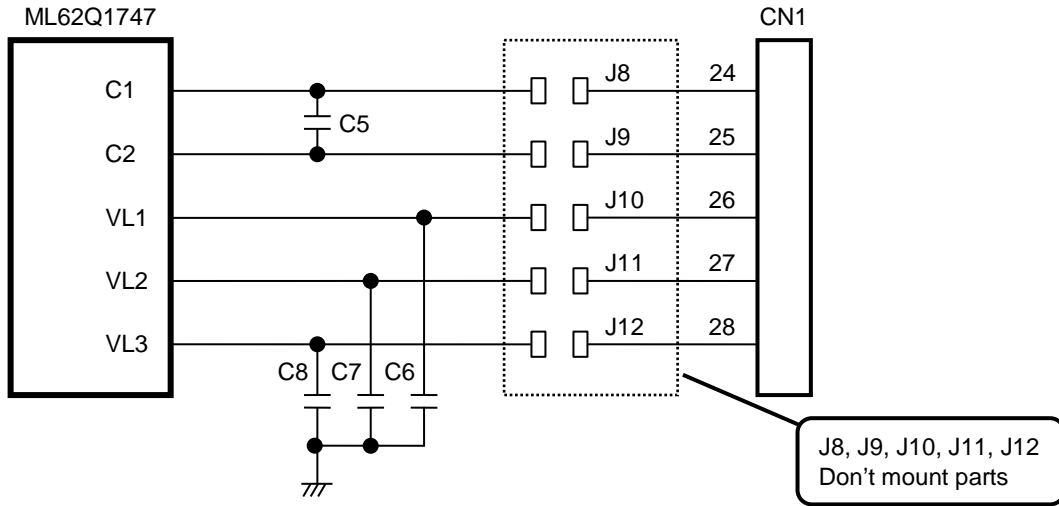 ML62Q1747
CN1
C1
J8
24
C5
C2
J9
25
VL1
J10
26
VL2
J11
27
VL3
J12
28
C8
C7
C6
J8, J9, J10, J11, J12
Don’t mount parts